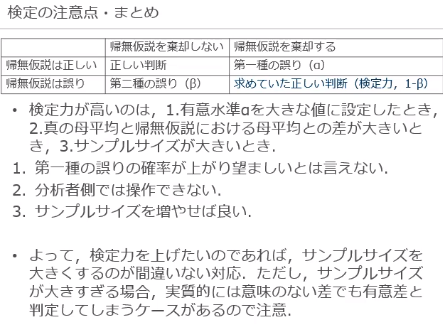 検定の注意点・まとめ
帰無仮説を棄却しない 帰無仮説を棄却する
帰無仮説は正しい 正しい判断 第一種の誤り（α）
帰無仮説は誤り 第二種の誤り（β） 求めていた正しい判断（検定力，1-β）
• 検定力が高いのは，1.有意水準αを大きな値に設定したとき，
2.真の母平均と帰無仮説における母平均との差が大きいと
き，3.サンプルサイズが大きいとき．
1. 第一種の誤りの確率が上がり望ましいとは言えない．
2. 分析者側では操作できない．
3. サンプルサイズを増やせば良い．
• よって，検定力を上げたいのであれば，サンプルサイズを
大きくするのが間違いない対応．ただし，サンプルサイズ
が大きすぎる場合，実質的には意味のない差でも有意差と
判定してしまうケースがあるので注意．